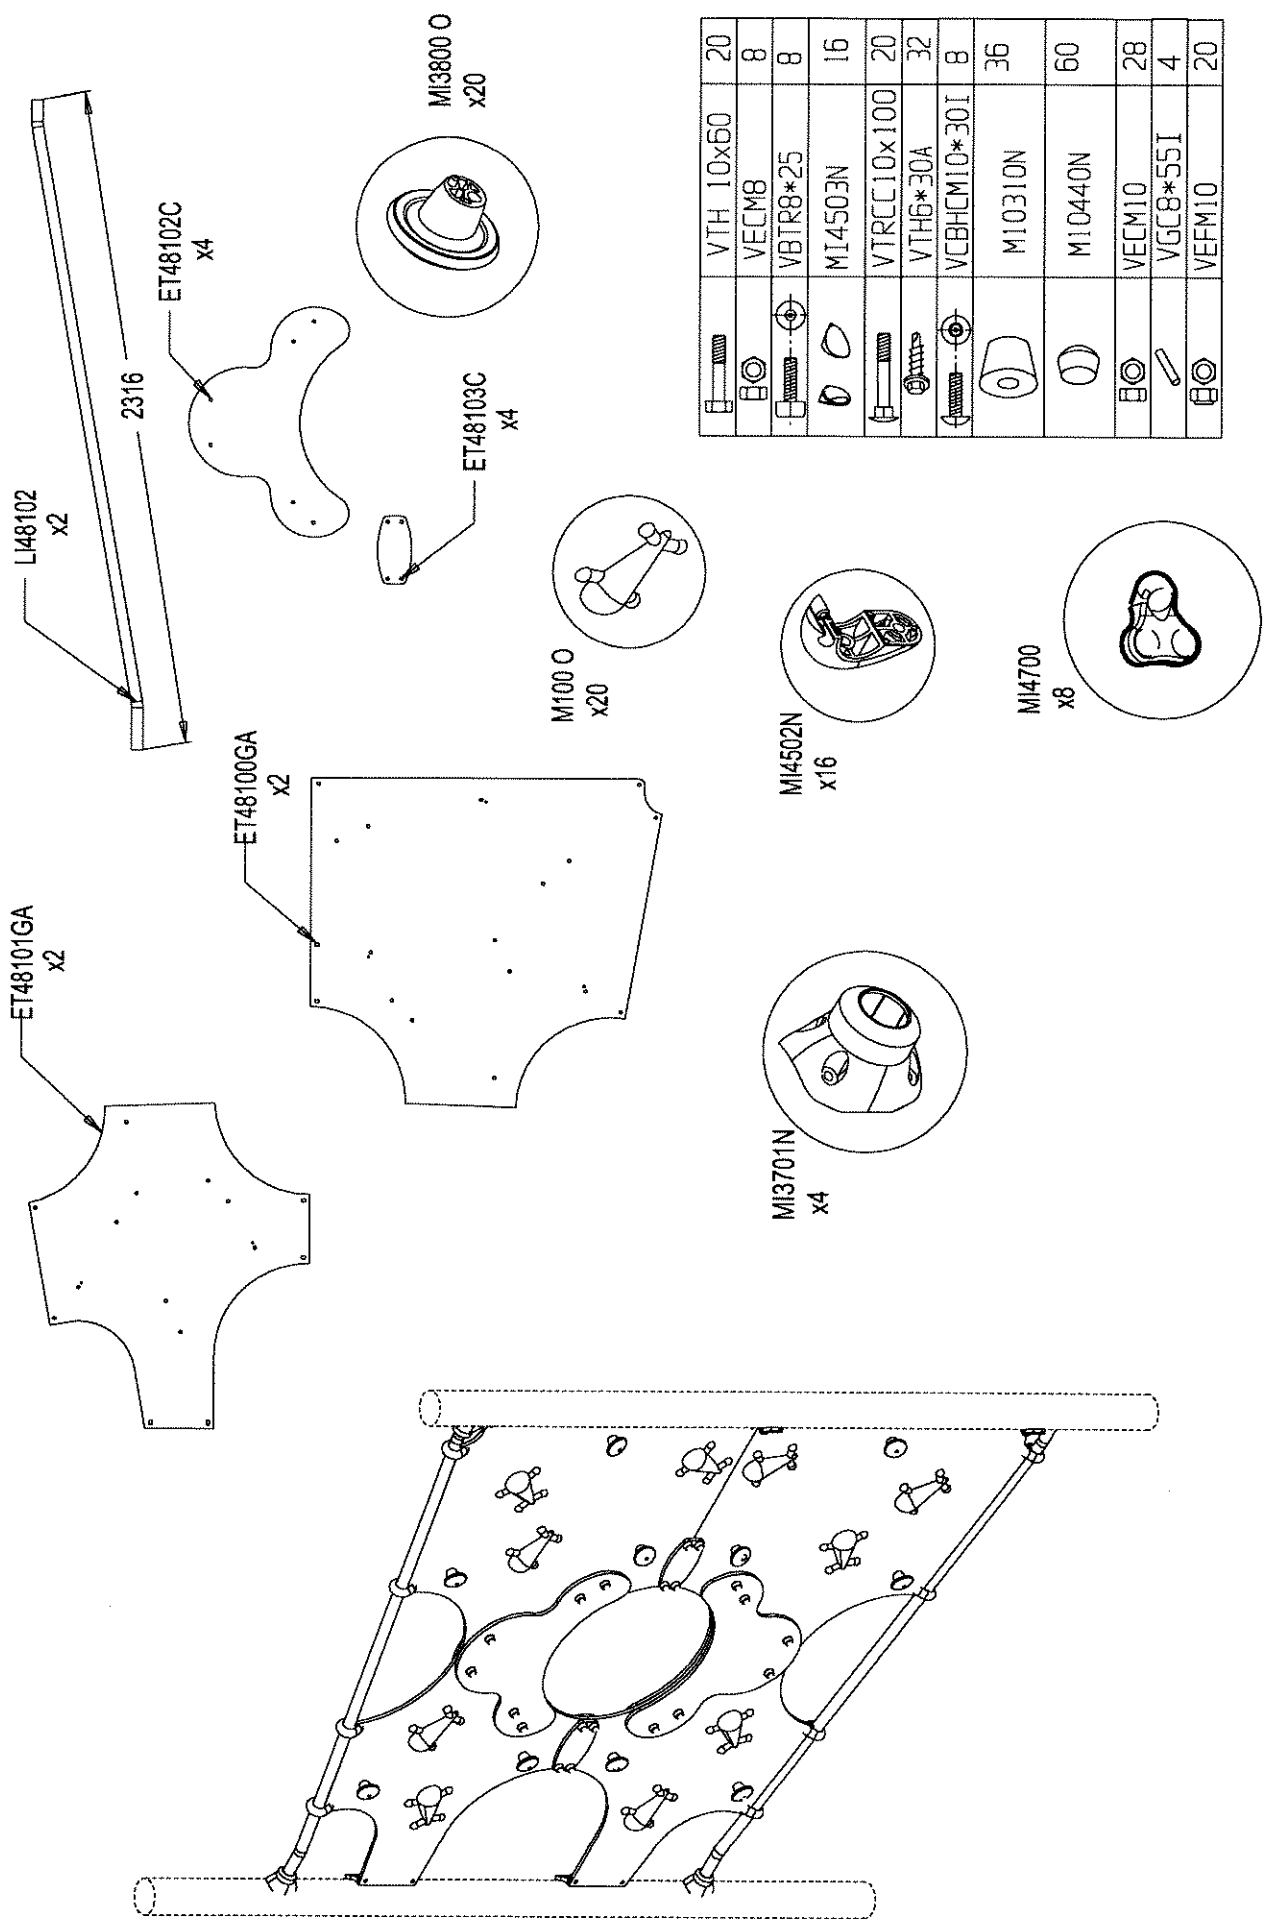 ET48101GA
x2
ET48100GA
x2
LI48102
x2
2316
ET48102C
x4
ET48103C
x4
MI3800 O
x20
M100 O
x20
MI3701N
x4
MI4502N
x16
MI4700
x8
VTH 10x60 20
VECM8 8
VBTR8*25 8
MI4503N 16
VTRCC10x100 20
VTH6*30A 32
VCBHCM10*30I 8
M10310N 36
M10440N 60
VECM10 28
VGC8*55I 4
VEFM10 20